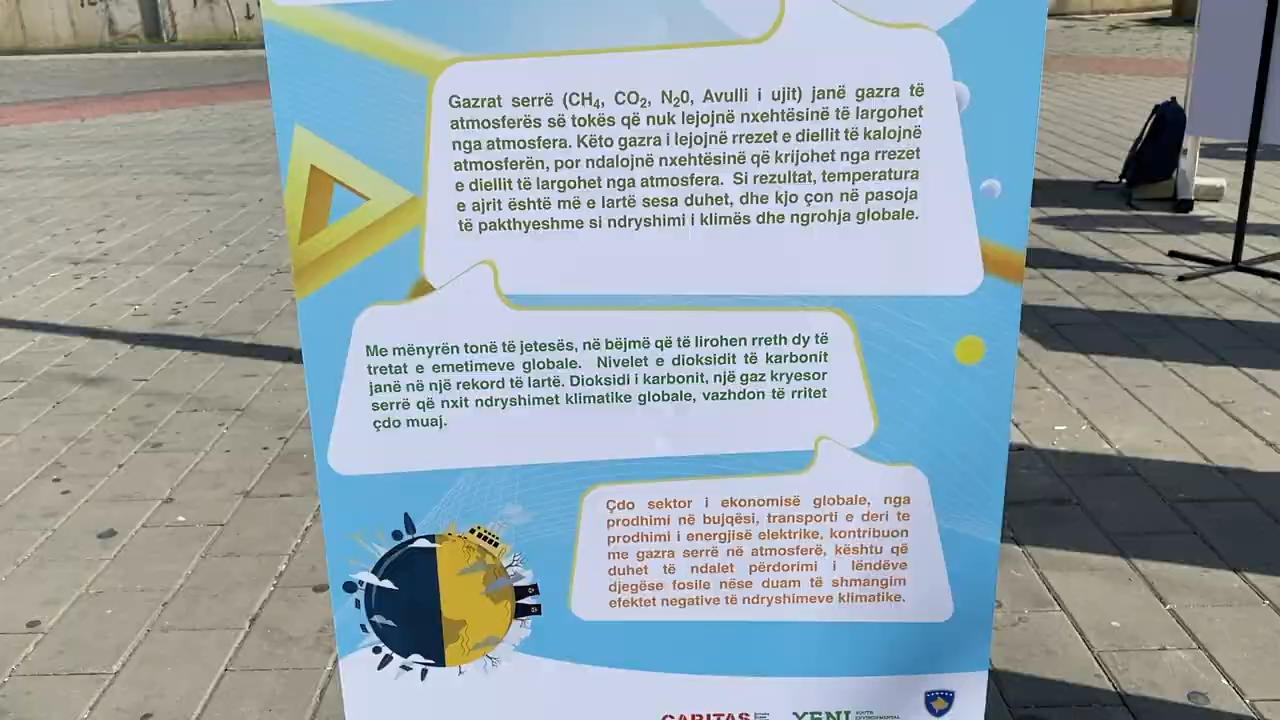 Gazrat serrë (CH₄, CO₂, N₂0, Avulli i ujit) janë gazra të
atmosferës së tokës që nuk lejojnë nxehtësinë të largohet
nga atmosfera. Këto gazra i lejojnë rrezet e diellit të kalojnë
atmosferën, por ndalojnë nxehtësinë që krijohet nga rrezet
e diellit të largohet nga atmosfera. Si rezultat, temperatura
e ajrit është më e lartë sesa duhet, dhe kjo çon në pasoja
të pakthyeshme si ndryshimi i klimës dhe ngrohja globale.
Me mënyrën tonë të jetesës, në bëjmë që të lirohen rreth dy të
tretat e emetimeve globale. Nivelet e dioksidit të karbonit
janë në një rekord të lartë. Dioksidi i karbonit, një gaz kryesor
serrë që nxit ndryshimet klimatike globale, vazhdon të rritet
çdo muaj.
Çdo sektor i ekonomisë globale, nga
prodhimi në bujqësi, transporti e deri te
prodhimi i energjisë elektrike, kontribuon
me gazra serrë në atmosferë, kështu që
duhet të ndalet përdorimi i lëndëve
djegëse fosile nëse duam të shmangim
efektet negative të ndryshimeve klimatike.
CARITAS YENI YOUTH ENVIRONMENTAL